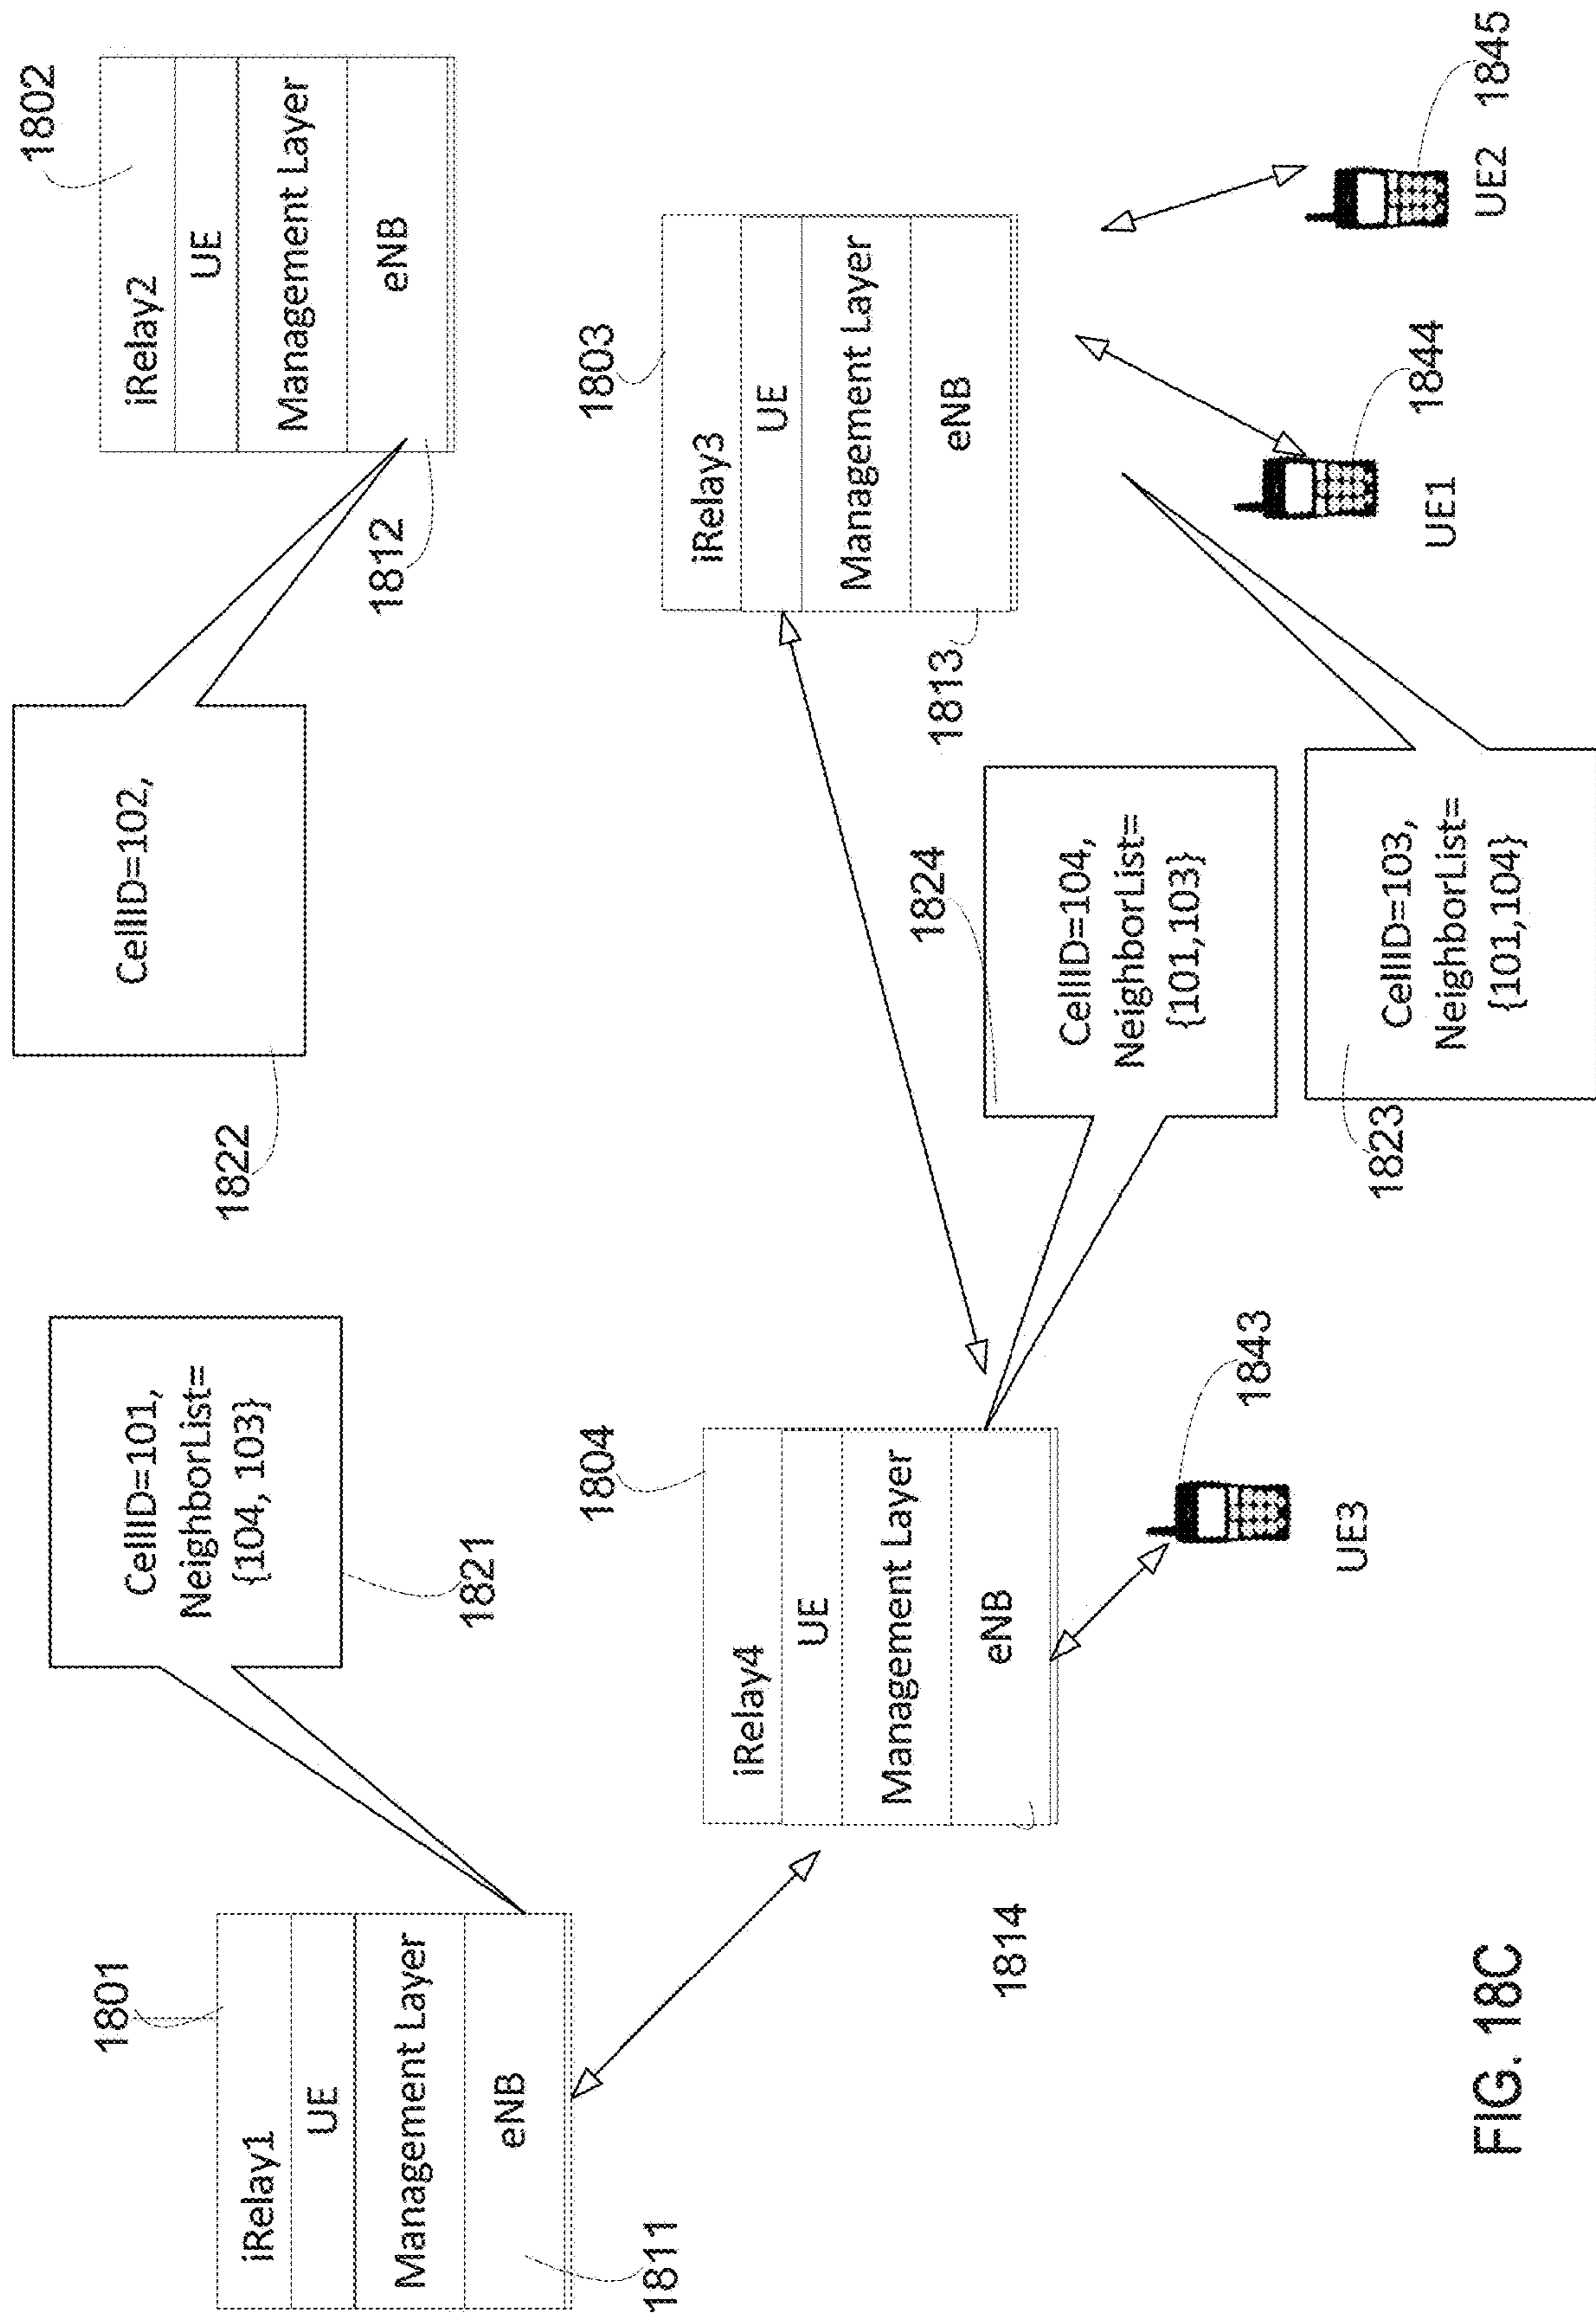 1801
iRelay1
UE
Management Layer
eNB
1811
CellID=101,
NeighborList=
{104, 103}
1821
1822
CellID=102,
1802
iRelay2
UE
Management Layer
eNB
1812
1804
iRelay4
UE
Management Layer
eNB
1814
1843
UE3
1803
iRelay3
UE
Management Layer
eNB
1813
1824
CellID=104,
NeighborList=
{101,103}
1823
CellID=103,
NeighborList=
{101,104}
1844
UE1
1845
UE2
FIG. 18C